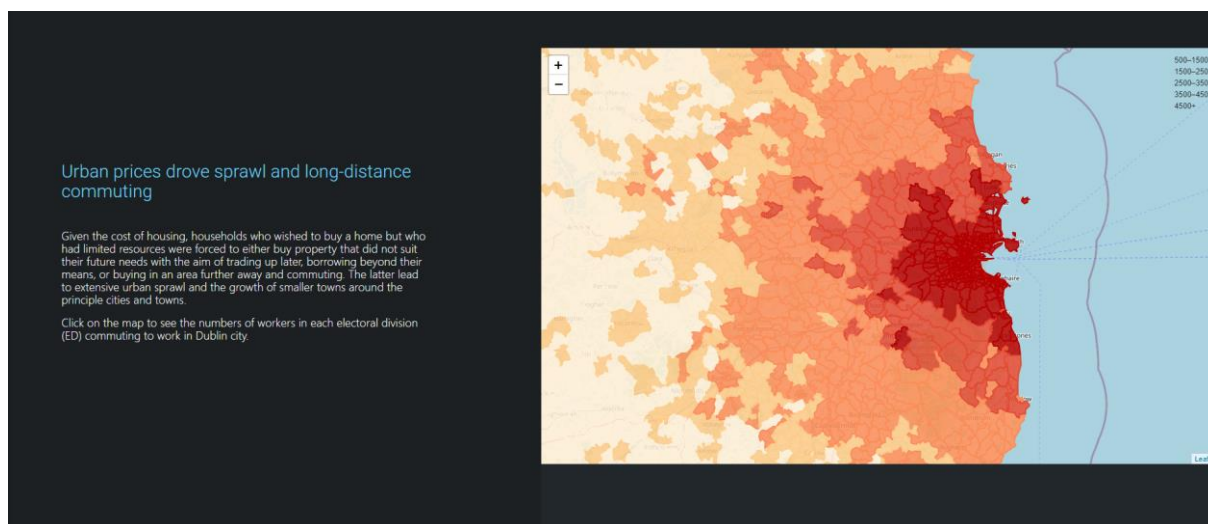 Urban prices drove sprawl and long-distance
commuting
Given the cost of housing, households who wished to buy a home but who
had limited resources were forced to either buy property that did not suit
their future needs with the aim of trading up later, borrowing beyond their
means, or buying in an area further away and commuting. The latter lead
to extensive urban sprawl and the growth of smaller towns around the
principle cities and towns.
Click on the map to see the numbers of workers in each electoral division
(ED) commuting to work in Dublin city.
+
−
500–1500
1500–250
2500–350
3500–450
4500+
Leaf